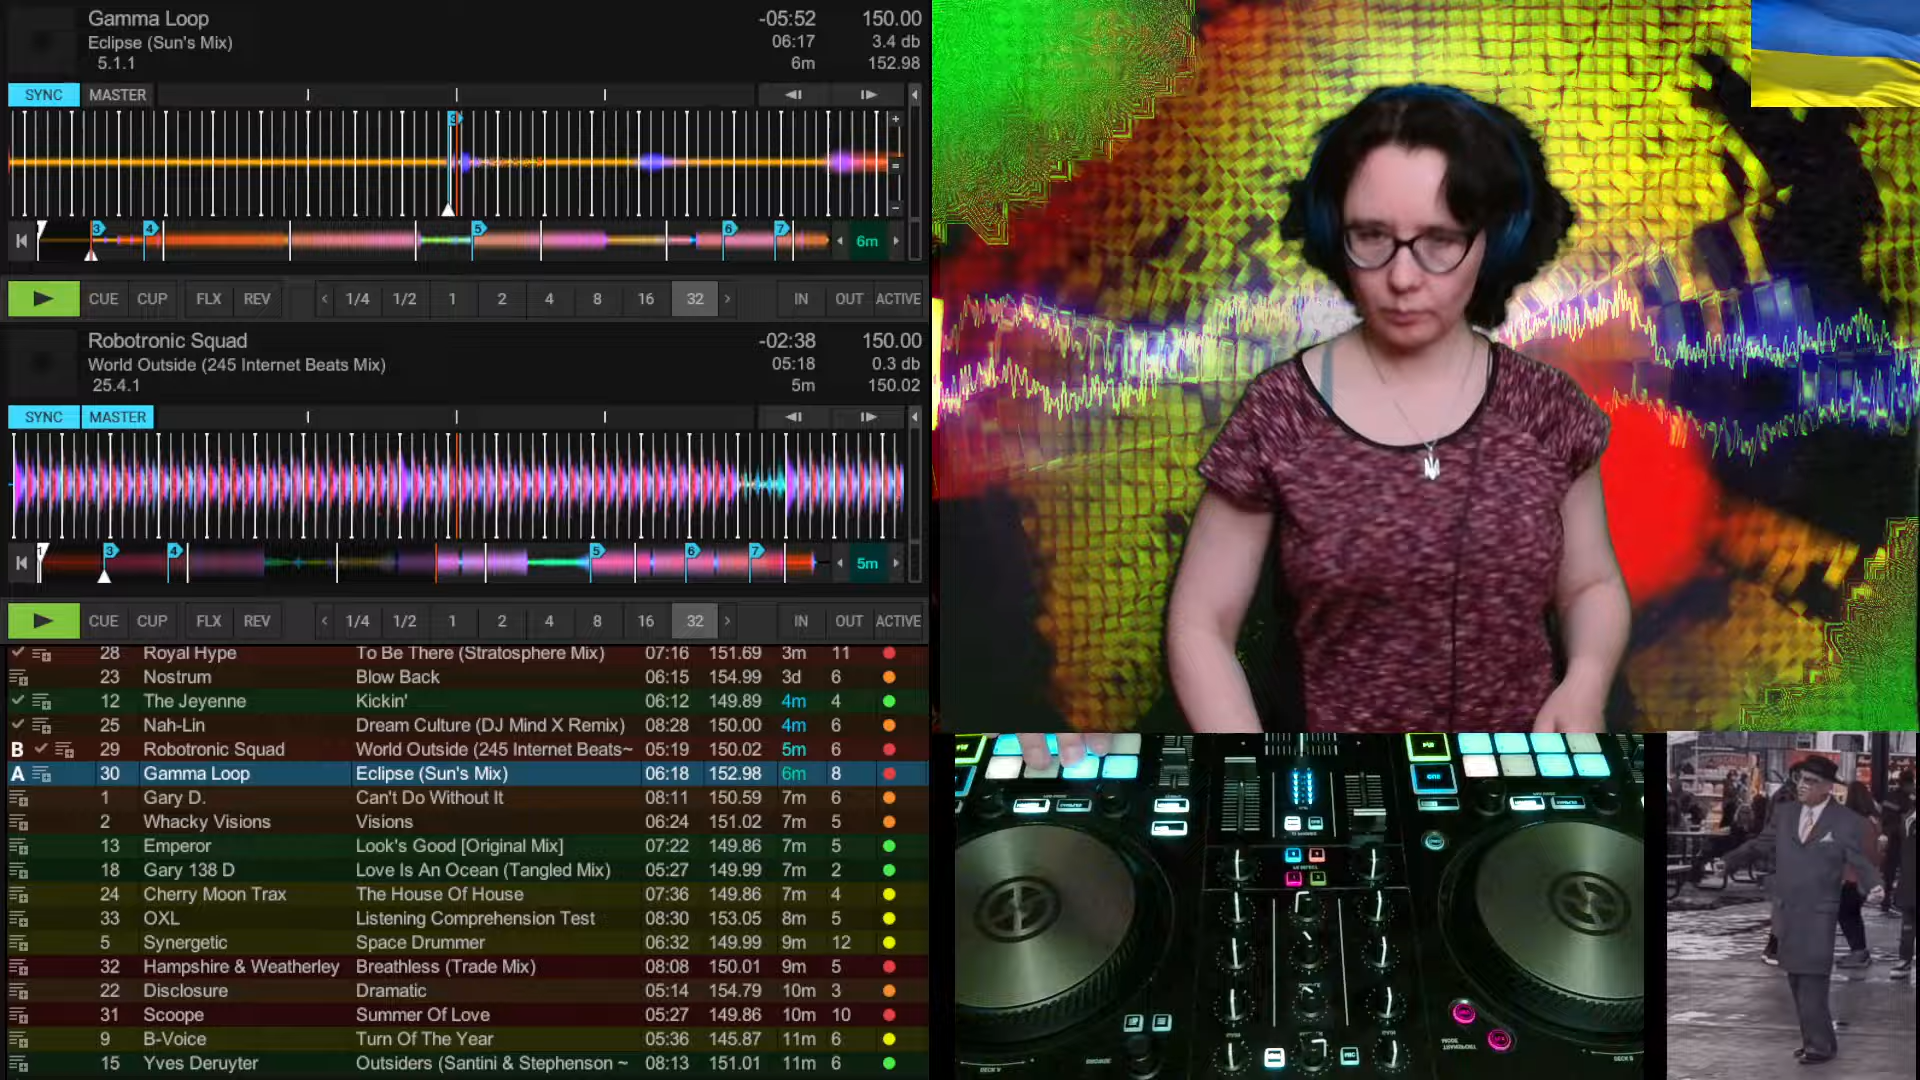 Gamma Loop -05:52 150.00
Eclipse (Sun's Mix) 06:17 3.4 db
5.1.1 6m 152.98
SYNC MASTER
3
3 4 5 6 7 6m
CUE CUP FLX REV 1/4 1/2 1 2 4 8 16 32 IN OUT ACTIVE
Robotronic Squad -02:38 150.00
World Outside (245 Internet Beats Mix) 05:18 0.3 db
25.4.1 5m 150.02
SYNC MASTER
1 3 4 5 6 7 5m
CUE CUP FLX REV 1/4 1/2 1 2 4 8 16 32 IN OUT ACTIVE
28 Royal Hype To Be There (Stratosphere Mix) 07:16 151.69 3m 11
23 Nostrum Blow Back 06:15 154.99 3d 6
12 The Jeyenne Kickin' 06:12 149.89 4m 4
25 Nah-Lin Dream Culture (DJ Mind X Remix) 08:28 150.00 4m 6
B 29 Robotronic Squad World Outside (245 Internet Beats~ 05:19 150.02 5m 6
A 30 Gamma Loop Eclipse (Sun's Mix) 06:18 152.98 6m 8
1 Gary D. Can't Do Without It 08:11 150.59 7m 6
2 Whacky Visions Visions 06:24 151.02 7m 5
13 Emperor Look's Good [Original Mix] 07:22 149.86 7m 5
18 Gary 138 D Love Is An Ocean (Tangled Mix) 05:27 149.99 7m 2
24 Cherry Moon Trax The House Of House 07:36 149.86 7m 4
33 OXL Listening Comprehension Test 08:30 153.05 8m 5
5 Synergetic Space Drummer 06:32 149.99 9m 12
32 Hampshire & Weatherley Breathless (Trade Mix) 08:08 150.01 9m 5
22 Disclosure Dramatic 05:14 154.79 10m 3
31 Scoope Summer Of Love 05:27 149.86 10m 10
9 B-Voice Turn Of The Year 05:36 145.87 11m 6
15 Yves Deruyter Outsiders (Santini & Stephenson ~ 08:13 151.01 11m 6